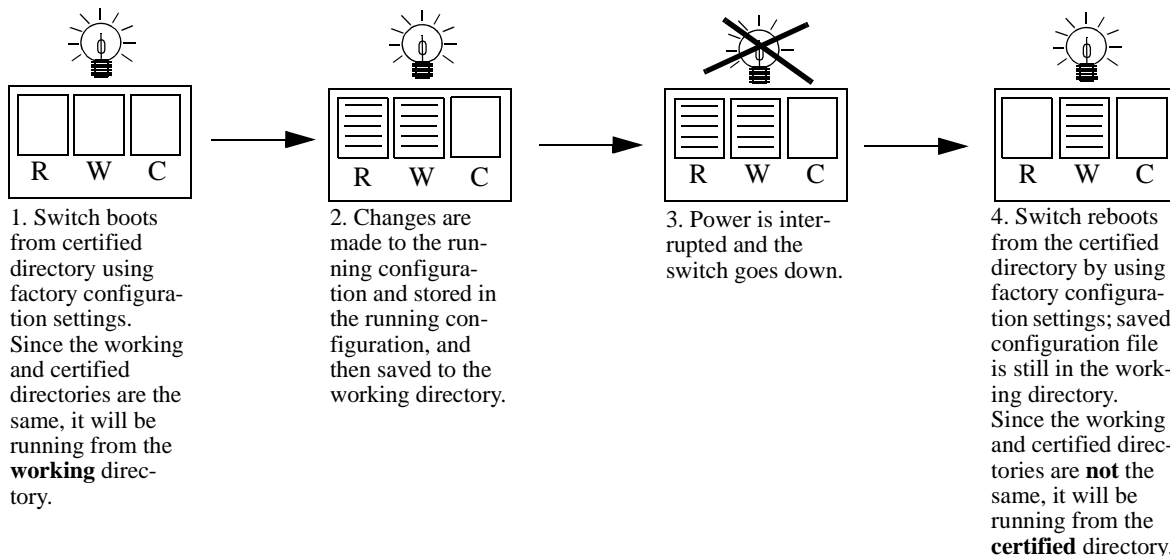 R W C
R W C
R W C
R W C
1. Switch boots
from certified
directory using
factory configura-
tion settings.
Since the working
and certified
directories are the
same, it will be
running from the
working direc-
tory.
2. Changes are
made to the run-
ning configura-
tion and stored in
the running con-
figuration, and
then saved to the
working directory.
3. Power is inter-
rupted and the
switch goes down.
4. Switch reboots
from the certified
directory by using
factory configura-
tion settings; saved
configuration file
is still in the work-
ing directory.
Since the working
and certified direc-
tories are not the
same, it will be
running from the
certified directory.